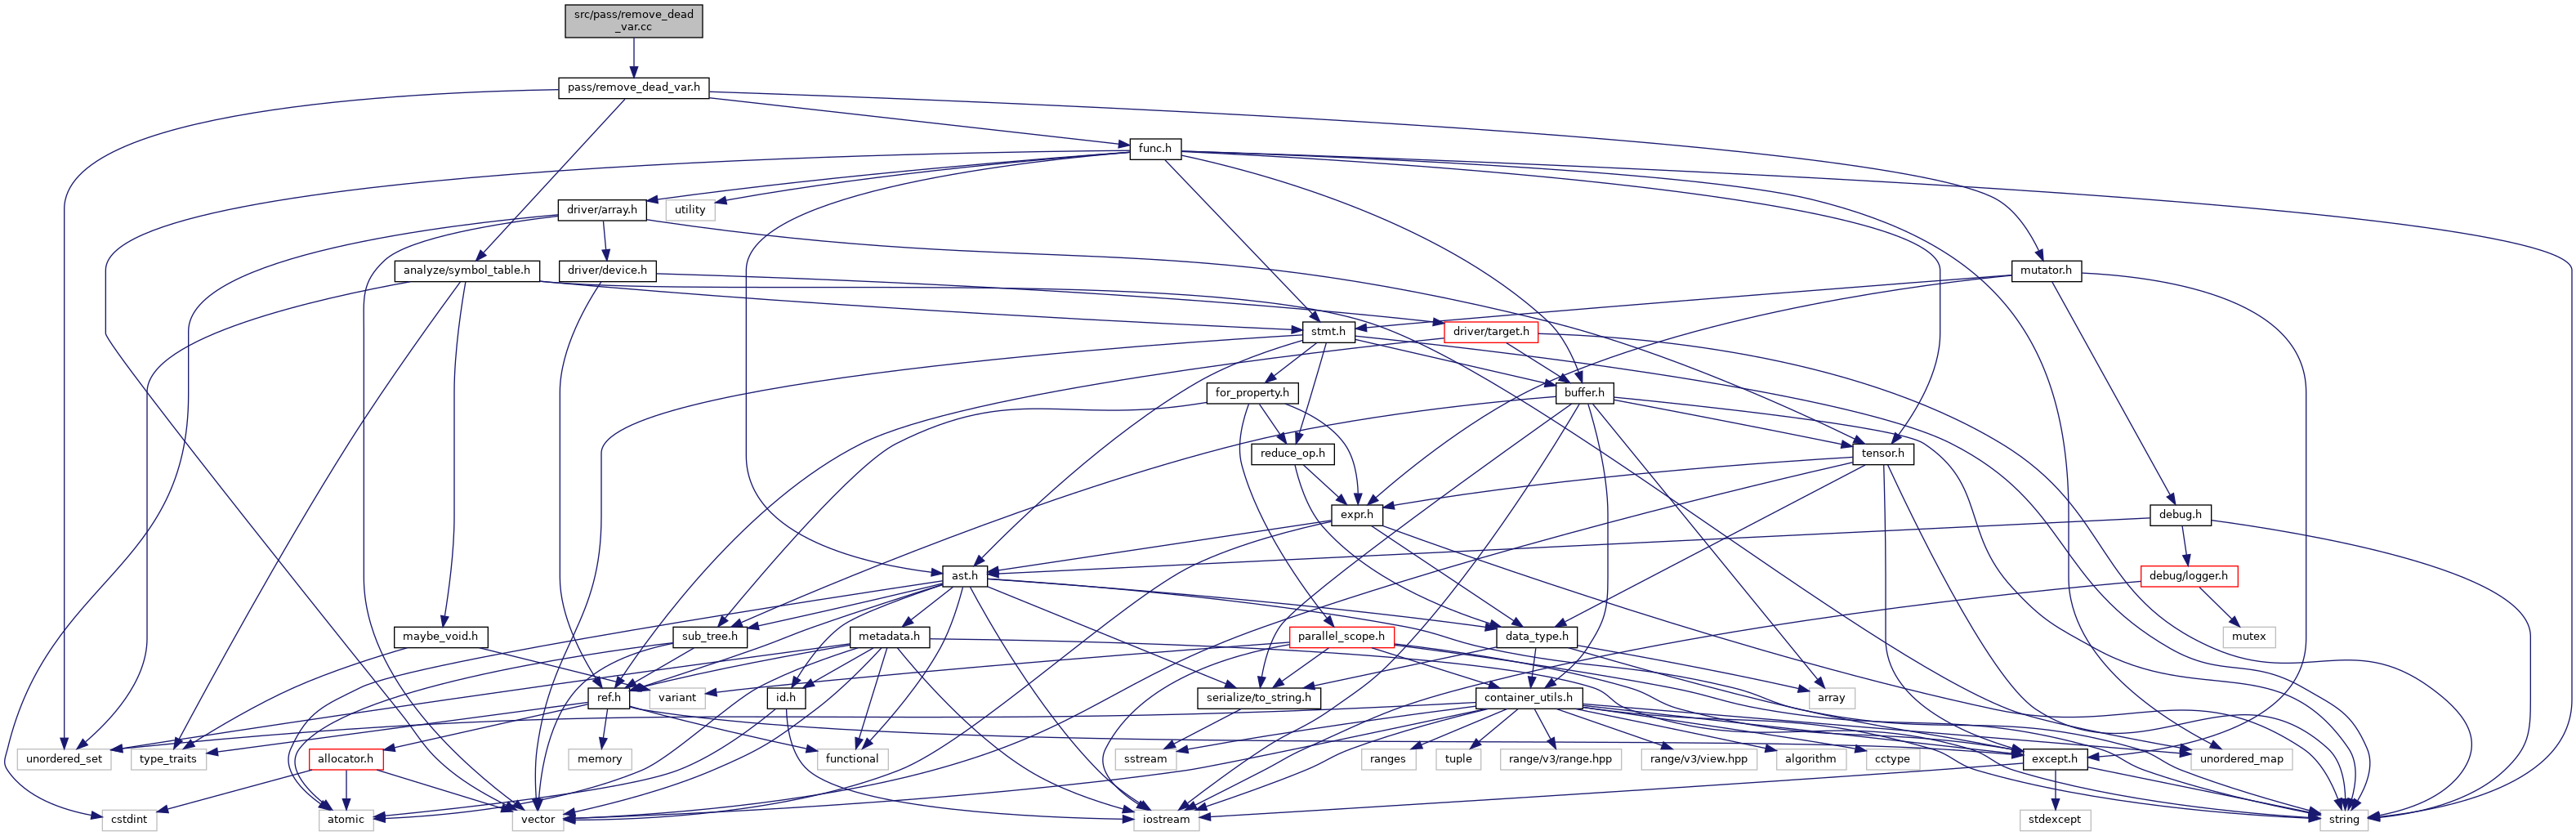 src/pass/remove_dead
_var.cc
pass/remove_dead_var.h
func.h
driver/array.h
utility
analyze/symbol_table.h
driver/device.h
mutator.h
stmt.h
driver/target.h
for_property.h
buffer.h
reduce_op.h
tensor.h
expr.h
debug.h
ast.h
debug/logger.h
maybe_void.h
sub_tree.h
metadata.h
parallel_scope.h
data_type.h
mutex
ref.h
variant
id.h
serialize/to_string.h
container_utils.h
array
unordered_set
type_traits
allocator.h
memory
functional
sstream
ranges
tuple
range/v3/range.hpp
range/v3/view.hpp
algorithm
cctype
except.h
unordered_map
cstdint
atomic
vector
iostream
stdexcept
string